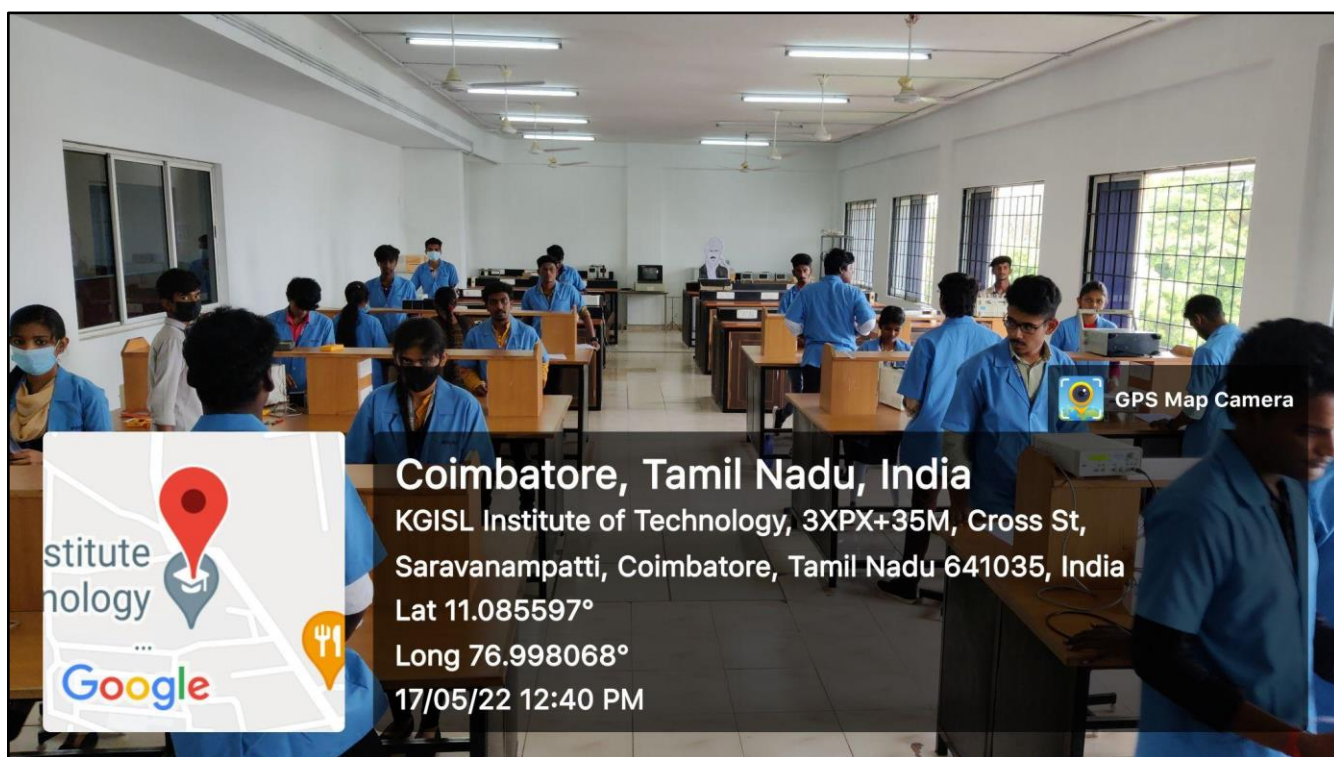 GPS Map Camera
Coimbatore, Tamil Nadu, India
KGISL Institute of Technology, 3XPX+35M, Cross St,
Saravanampatti, Coimbatore, Tamil Nadu 641035, India
Lat 11.085597°
Long 76.998068°
17/05/22 12:40 PM
stitute
nology
...
Google